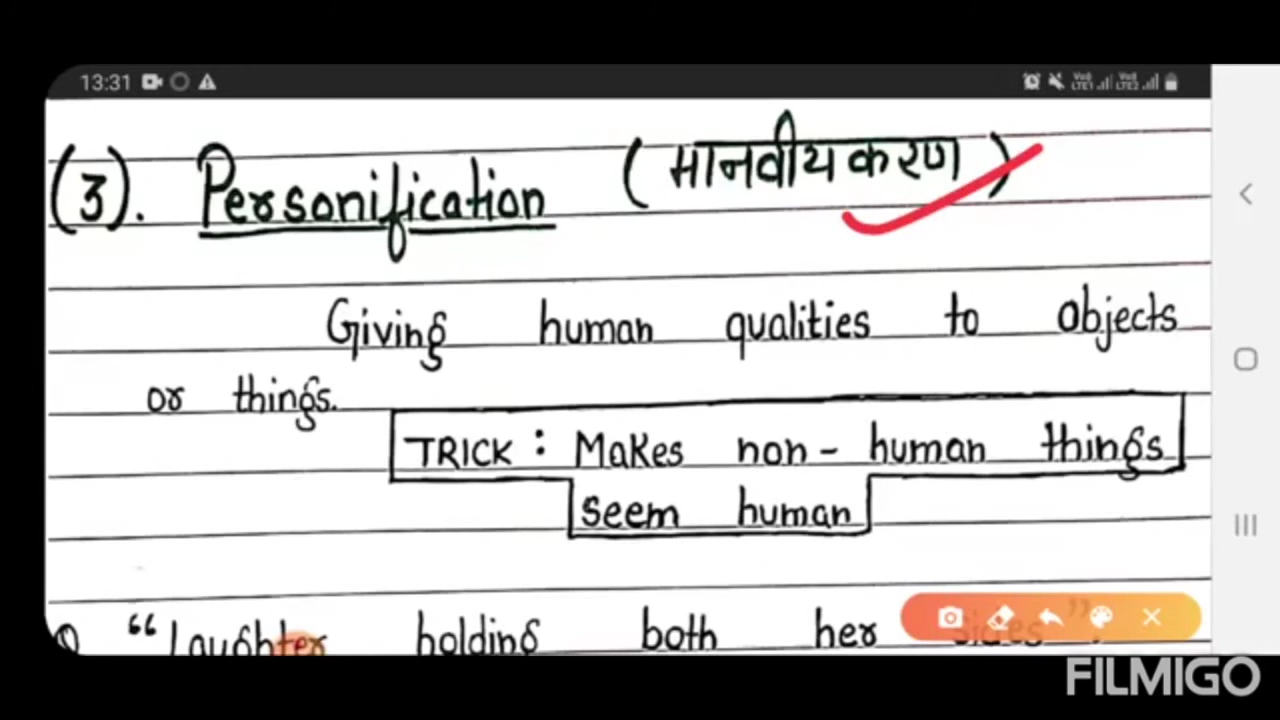 13:31
(3). Personification (मानवीयकरण)
Giving human qualities to objects
or things.
TRICK : Makes non-human things
seem human
"Laughter holding both her sides".
FILMIGO